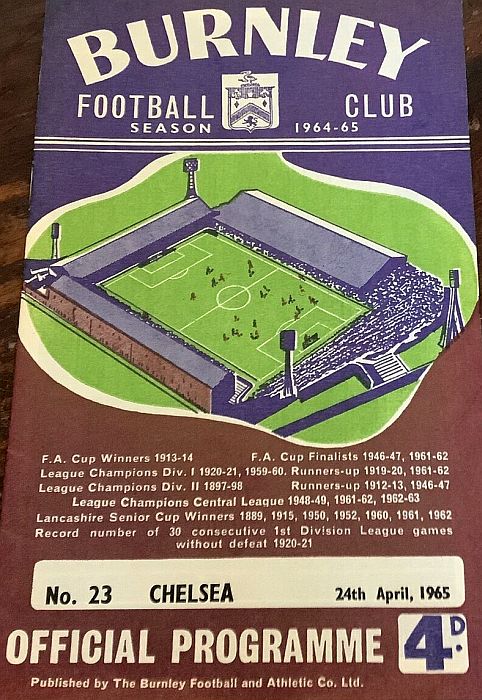 BURNLEY
FOOTBALL CLUB
SEASON 1964-65
F.A. Cup Winners 1913-14 F.A. Cup Finalists 1946-47, 1961-62
League Champions Div. I 1920-21, 1959-60. Runners-up 1919-20, 1961-62
League Champions Div. II 1897-98 Runners-up 1912-13, 1946-47
League Champions Central League 1948-49, 1961-62, 1962-63
Lancashire Senior Cup Winners 1889, 1915, 1950, 1952, 1960, 1961, 1962
Record number of 30 consecutive 1st Division League games
without defeat 1920-21
No. 23 CHELSEA 24th April, 1965
OFFICIAL PROGRAMME 4D.
Published by The Burnley Football and Athletic Co. Ltd.